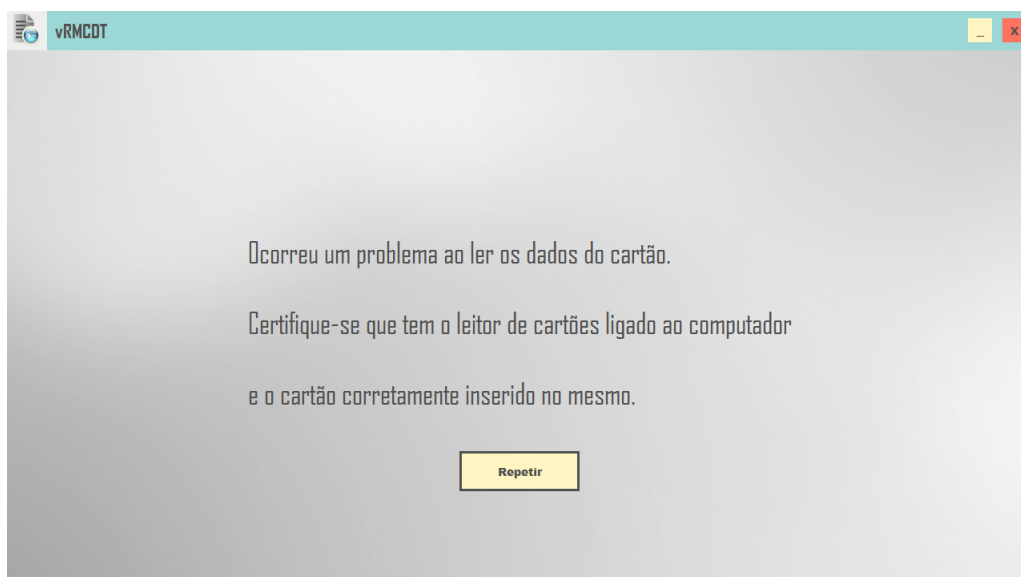 vRMCDT
_ X
Ocorreu um problema ao ler os dados do cartão.
Certifique-se que tem o leitor de cartões ligado ao computador
e o cartão corretamente inserido no mesmo.
Repetir